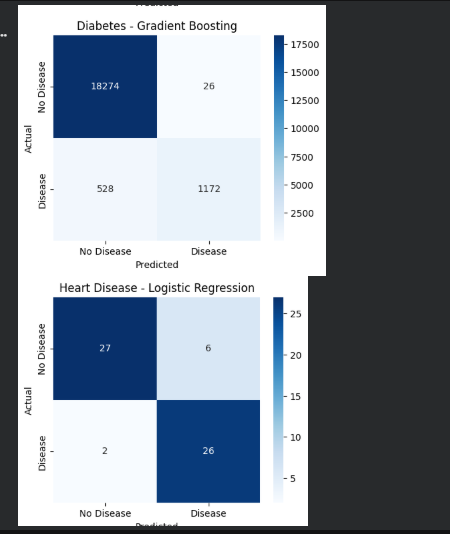 Predicted
Diabetes - Gradient Boosting
No Disease
18274
26
Actual
Disease
528
1172
17500
15000
12500
10000
7500
5000
2500
No Disease
Disease
Predicted
Heart Disease - Logistic Regression
No Disease
27
6
Actual
Disease
2
26
25
20
15
10
5
No Disease
Disease
Predicted